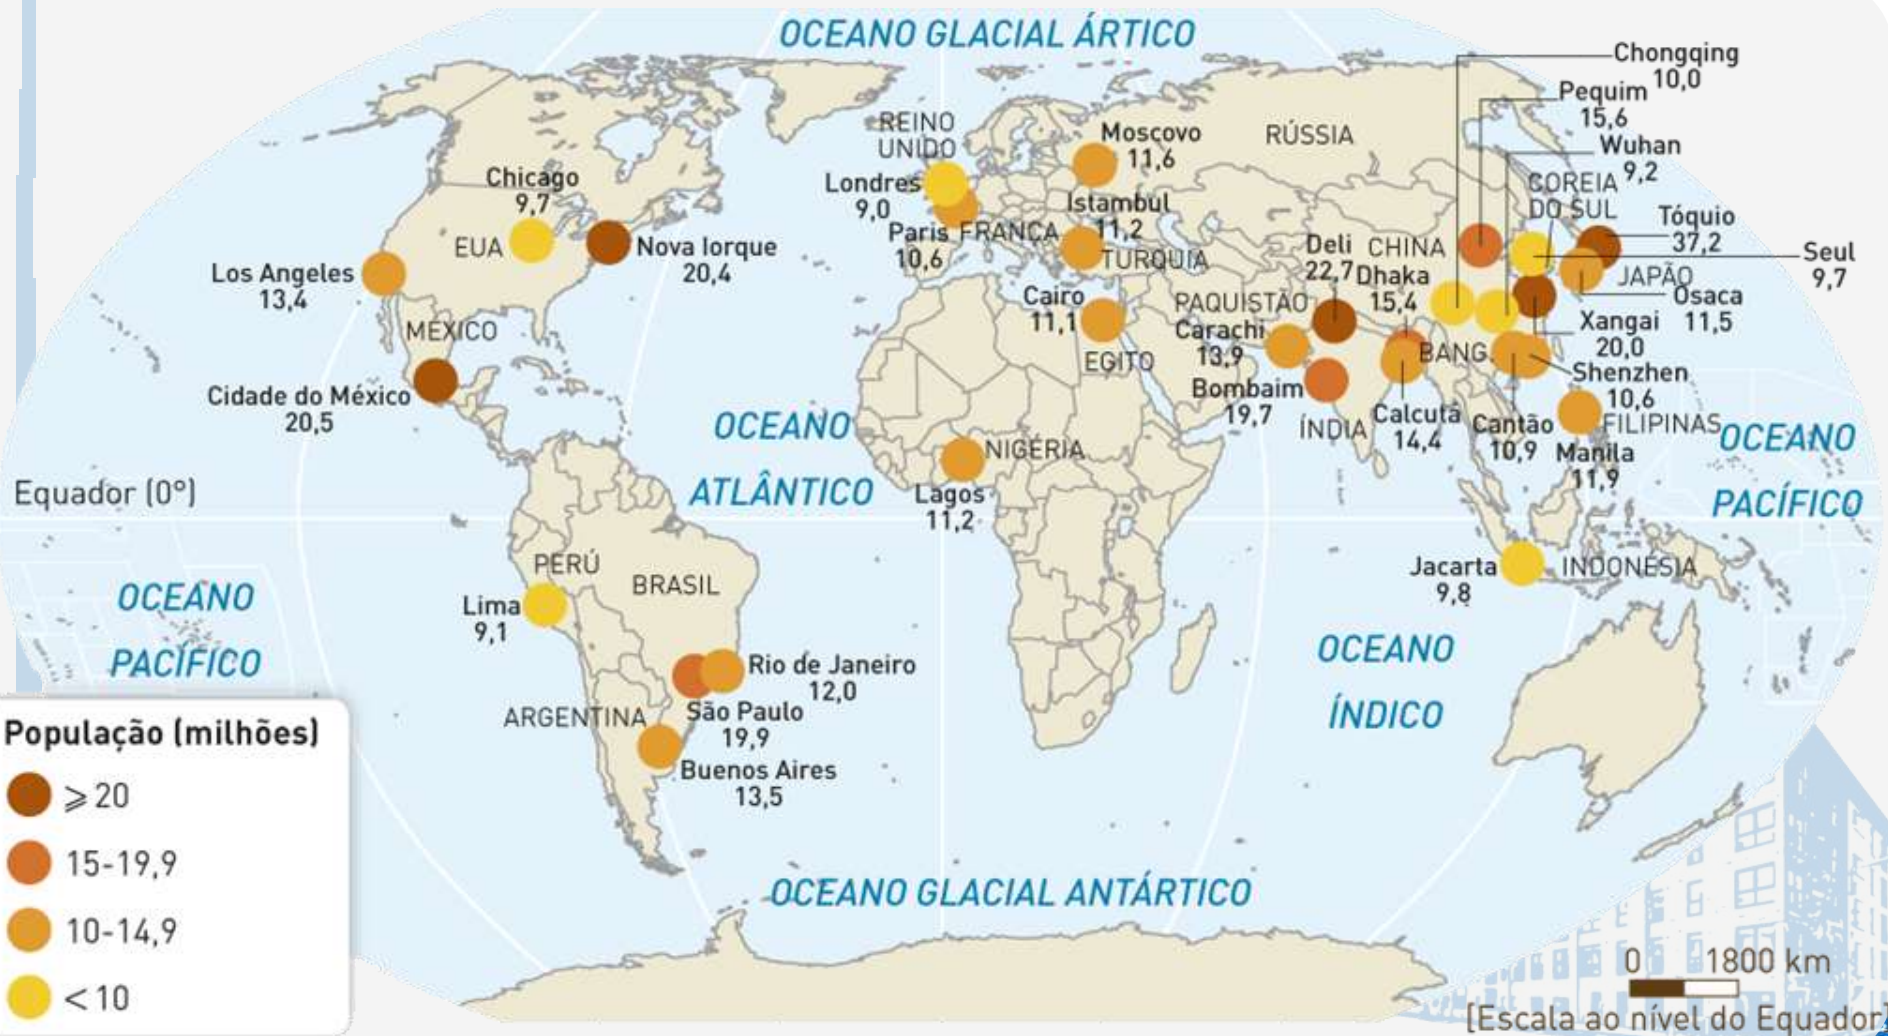 OCEANO GLACIAL ÁRTICO
Chongqing
10,0
Pequim
15,6
Wuhan
9,2
REINO
UNIDO
Moscovo
11,6
RÚSSIA
Chicago
9,7
Londres
9,0
COREIA
DO SUL
Istambul
11,2
Tóquio
37,2
EUA
Nova Iorque
20,4
Paris
10,6
FRANÇA
TURQUIA
Deli
22,7
CHINA
Seul
9,7
Los Angeles
13,4
Dhaka
15,4
JAPÃO
Osaca
11,5
Cairo
11,1
PAQUISTÃO
MÉXICO
Carachi
13,9
Xangai
20,0
EGITO
BANG.
Shenzhen
10,6
Cidade do México
20,5
Bombaim
19,7
ÍNDIA
Calcutá
14,4
Cantão
10,9
FILIPINAS
Manila
11,9
OCEANO
ATLÂNTICO
NIGÉRIA
Lagos
11,2
OCEANO
PACÍFICO
Equador (0°)
PERÚ
BRASIL
Jacarta
9,8
INDONÉSIA
OCEANO
PACÍFICO
Lima
9,1
OCEANO
ÍNDICO
Rio de Janeiro
12,0
ARGENTINA
São Paulo
19,9
Buenos Aires
13,5
População (milhões)
⩾ 20
15-19,9
10-14,9
< 10
OCEANO GLACIAL ANTÁRTICO
0 1800 km
[Escala ao nível do Equador]